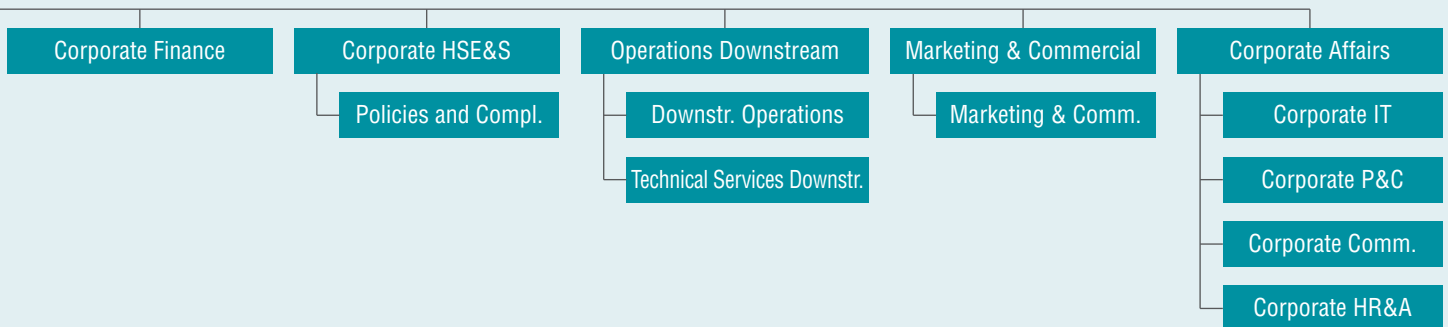 Corporate Finance
Corporate HSE&S
Operations Downstream
Marketing & Commercial
Corporate Affairs
Policies and Compl.
Downstr. Operations
Marketing & Comm.
Corporate IT
Technical Services Downstr.
Corporate P&C
Corporate Comm.
Corporate HR&A